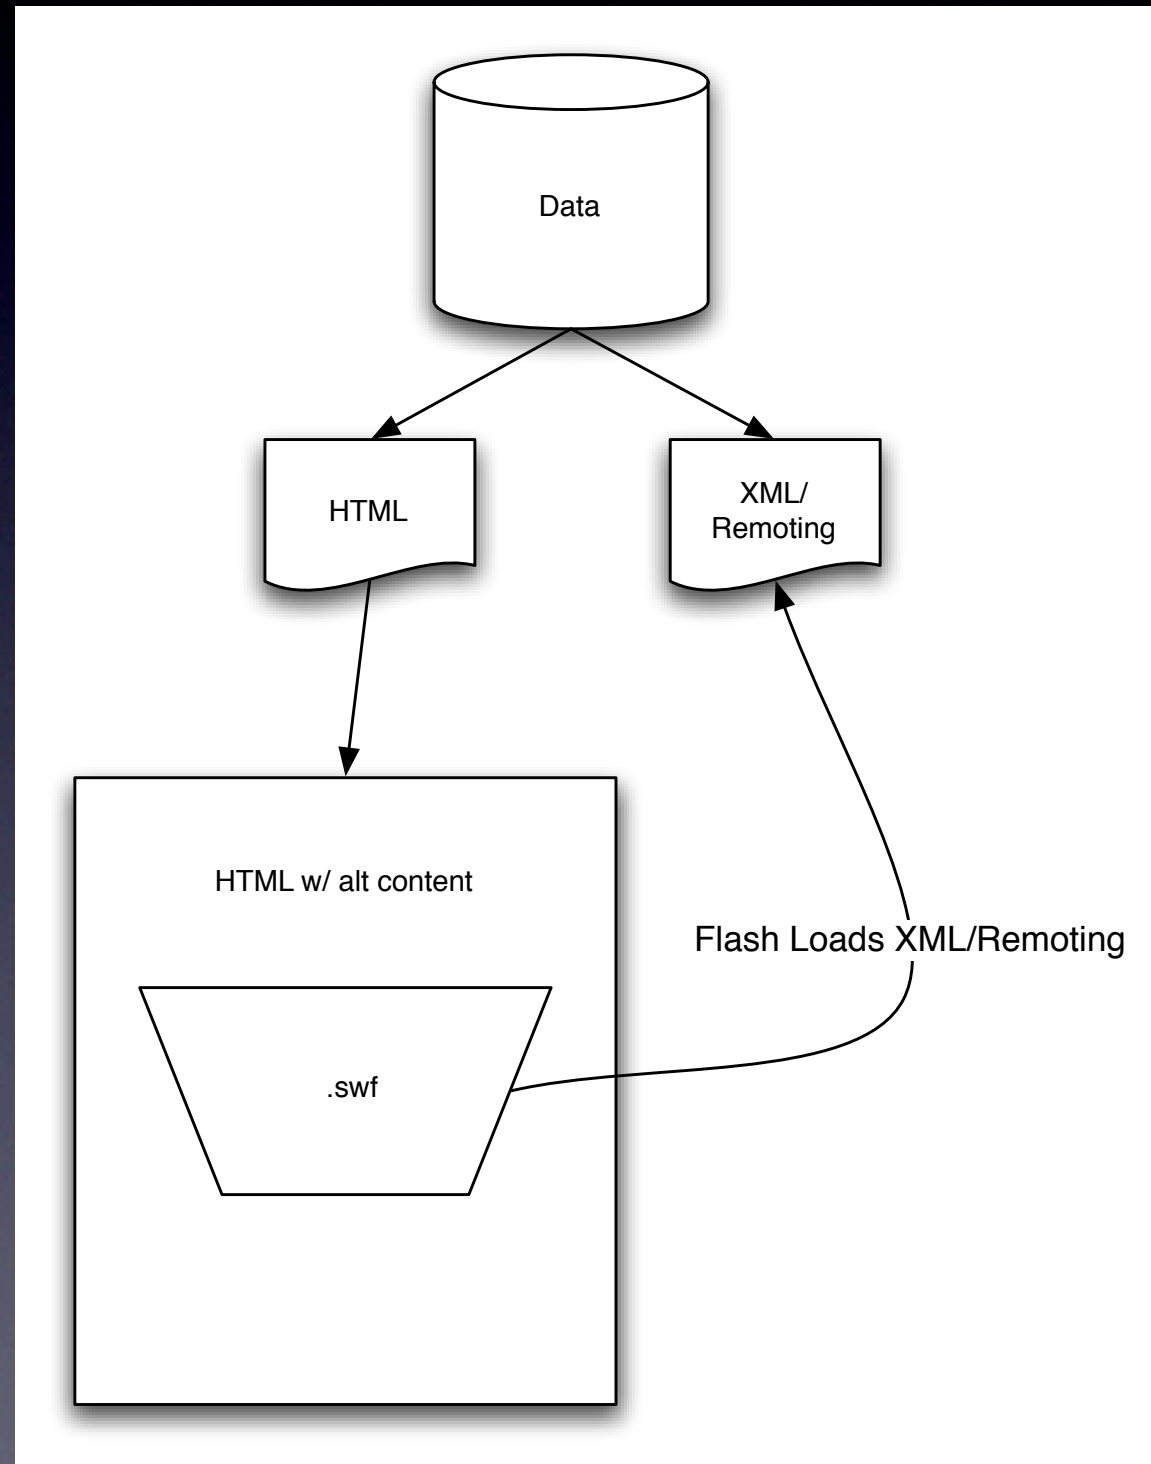 Data
HTML
XML/
Remoting
HTML w/ alt content
Flash Loads XML/Remoting
.swf